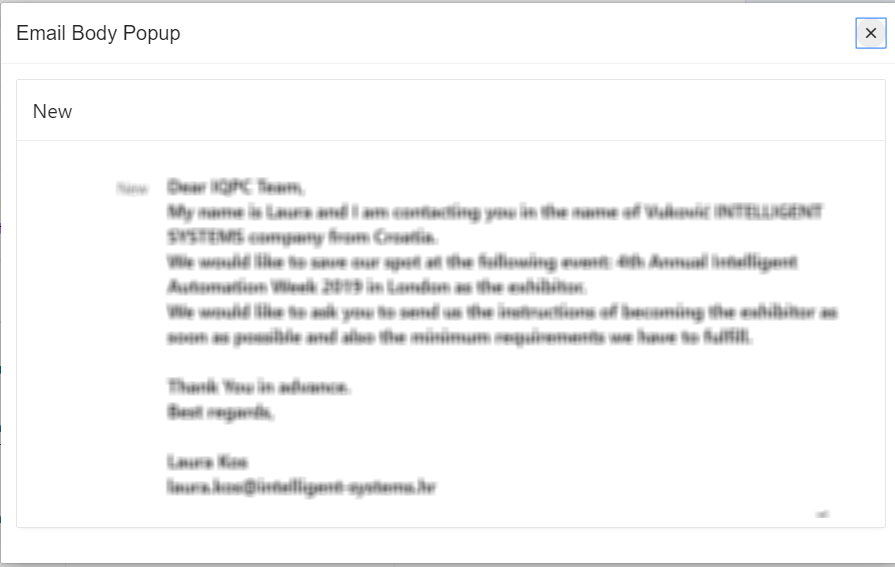 Email Body Popup
New
New Dear IQPC Team,
My name is Laura and I am contacting you in the name of Vuković INTELLIGENT
SYSTEMS company from Croatia.
We would like to save our spot at the following event: 4th Annual Intelligent
Automation Week 2019 in London as the exhibitor.
We would like to ask you to send us the instructions of becoming the exhibitor as
soon as possible and also the minimum requirements we have to fulfill.
Thank You in advance.
Best regards,
Laura Kos
laura.kos@intelligent-systems.hr